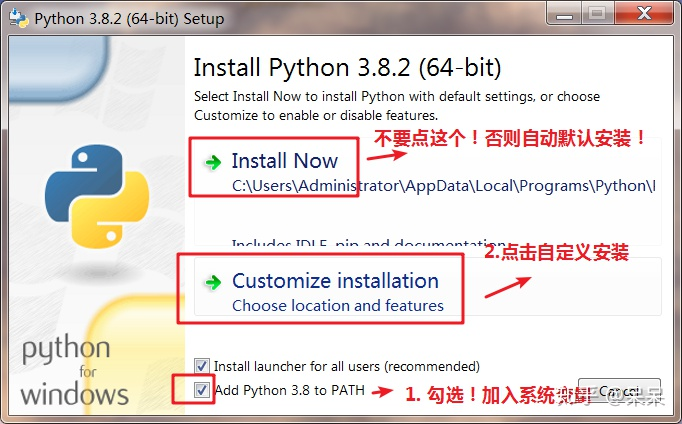 Python 3.8.2 (64-bit) Setup
Install Python 3.8.2 (64-bit)
Select Install Now to install Python with default settings, or choose
Customize to enable or disable features.
不要点这个！否则自动默认安装！
Install Now
C:\Users\Administrator\AppData\Local\Programs\Python\
Includes IDLE, pip and documentation
2.点击自定义安装
Customize installation
Choose location and features
python
for
windows
Install launcher for all users (recommended)
Add Python 3.8 to PATH
1. 勾选！加入系统变量
Cancel
知乎 @呆呆